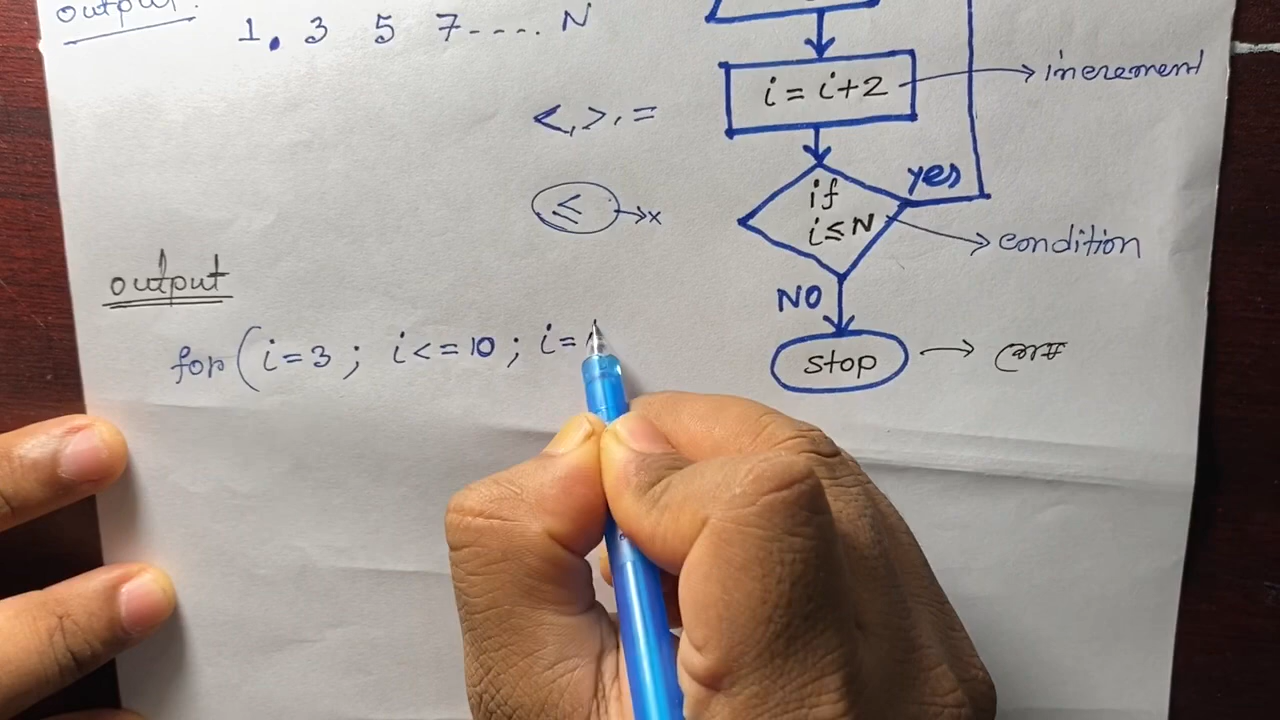 output:
1, 3 5 7---- N
i = i+2
increment
<, >, =
yes
if
i ≤ N
≤ → x
condition
output
NO
for (i=3 ; i<=10 ; i=
stop →